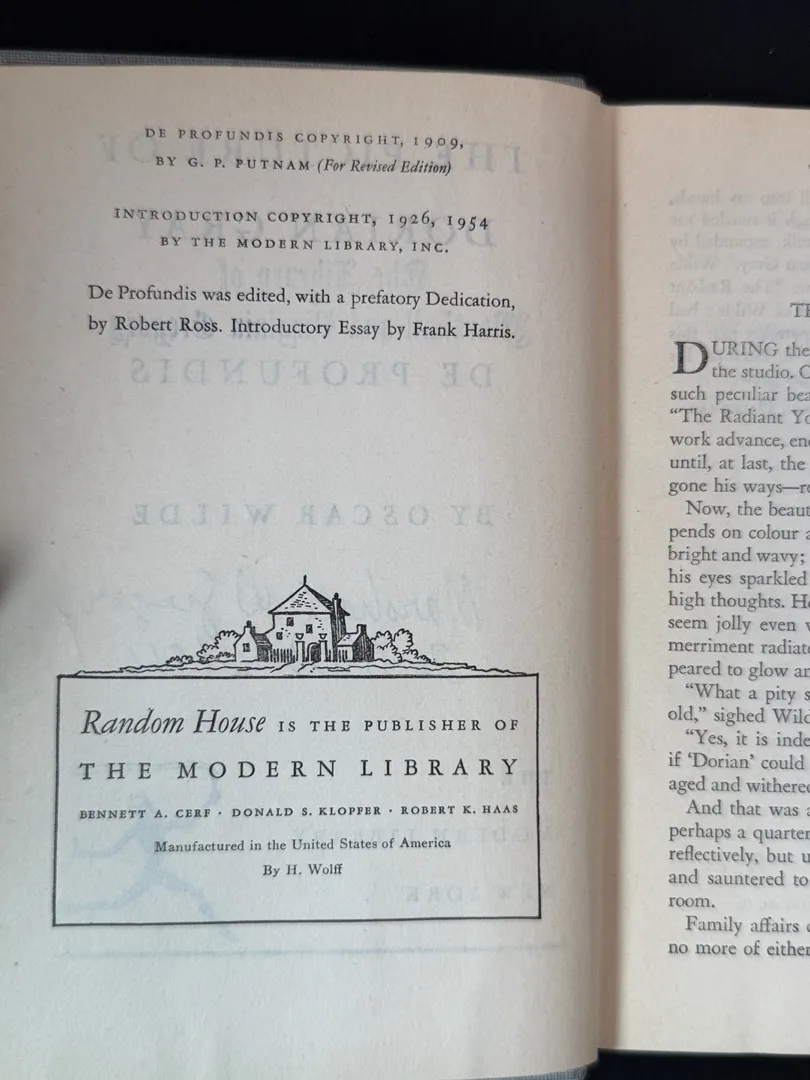 DE PROFUNDIS COPYRIGHT, 1909,
BY G. P. PUTNAM (For Revised Edition)
INTRODUCTION COPYRIGHT, 1926, 1954
BY THE MODERN LIBRARY, INC.
De Profundis was edited, with a prefatory Dedication,
by Robert Ross. Introductory Essay by Frank Harris.
Random House IS THE PUBLISHER OF
THE MODERN LIBRARY
BENNETT A. CERF · DONALD S. KLOPFER · ROBERT K. HAAS
Manufactured in the United States of America
By H. Wolff
DURING the
the studio.
such peculiar
"The Radiant
work advance,
until, at last, the
gone his ways—
Now, the
pends on colour
bright and wavy;
his eyes sparkled
high thoughts.
seem jolly even
merriment
peared to glow
"What a pity
old," sighed
"Yes, it is
if 'Dorian' could
aged and
And that was
perhaps a
reflectively, but
and sauntered to
room.
Family affairs
no more of